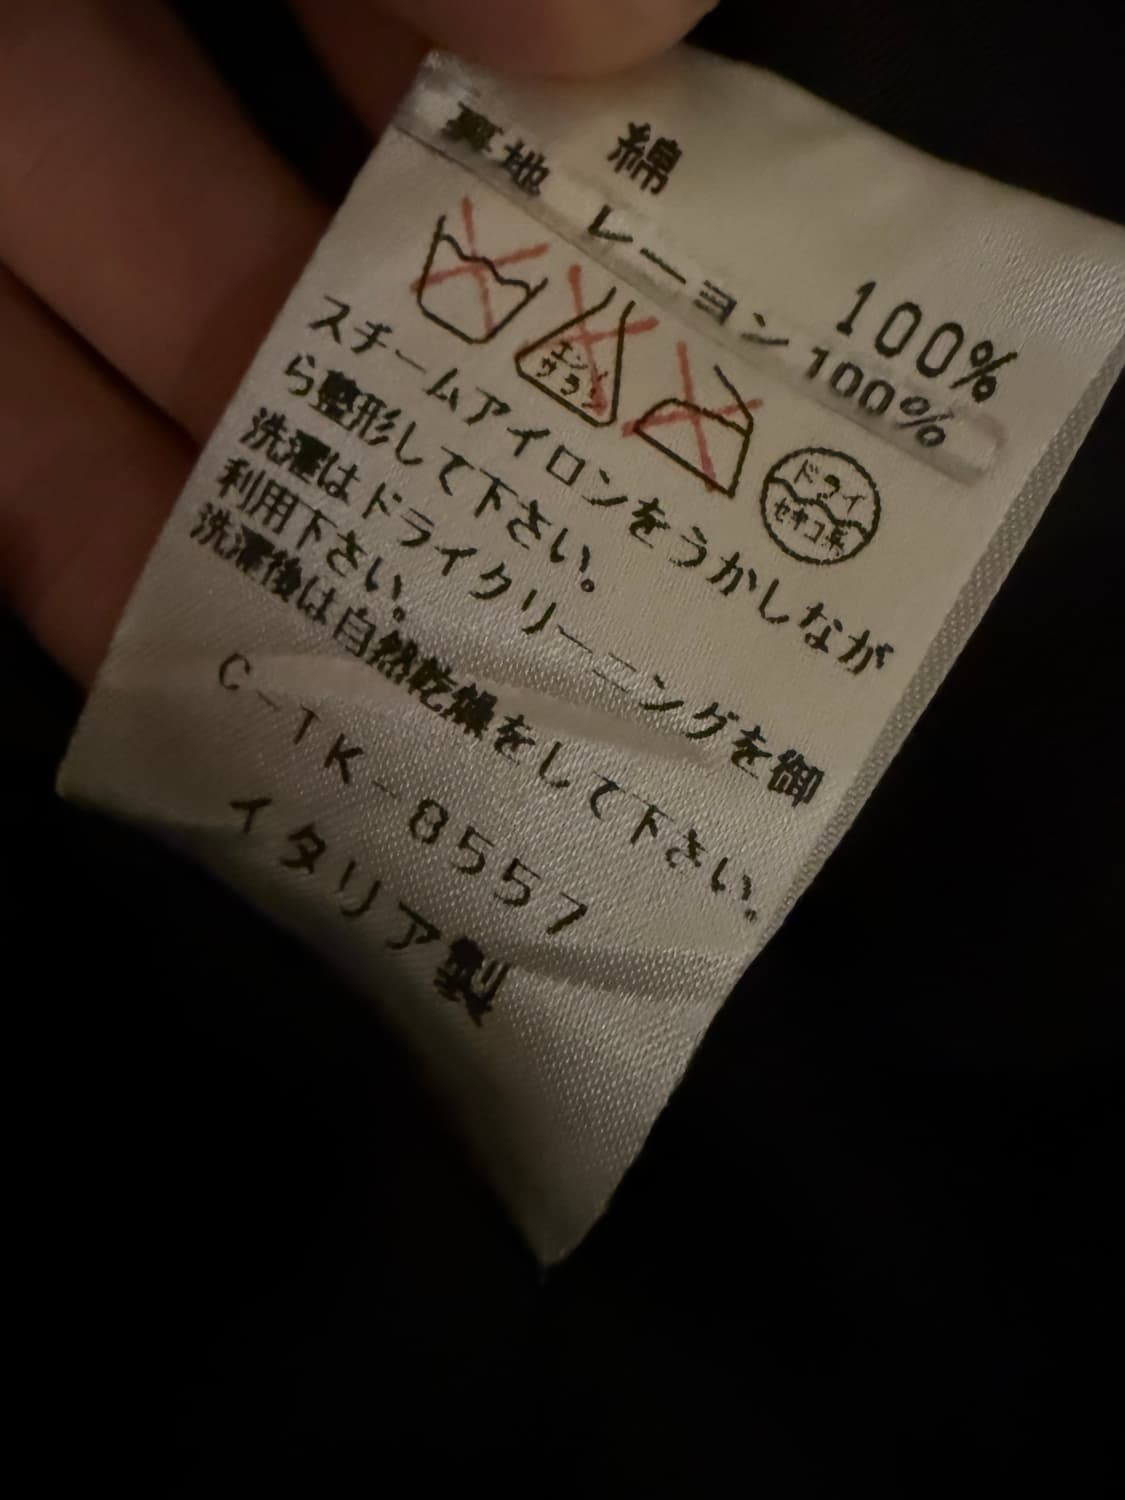 綿 100%
裏地 レーヨン 100%
エンソ
サラシ
ドライ
セキユ系
スチームアイロンをうかしなが
ら整形して下さい。
洗濯はドライクリーニングを御
利用下さい。
洗濯後は自然乾燥をして下さい。
C-TK-8557
イタリア製